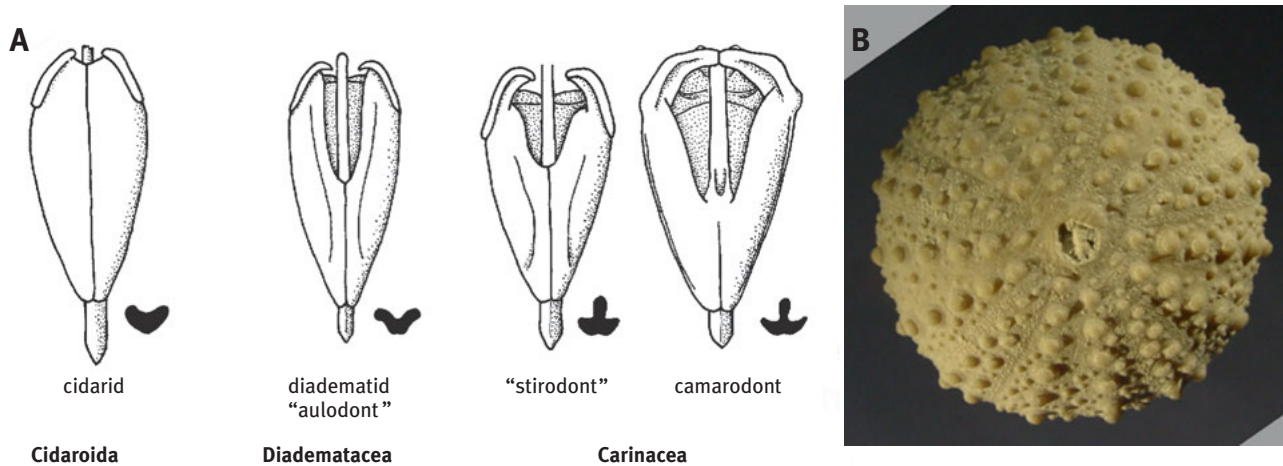 A
B
cidarid
diadematid
“aulodont”
“stirodont”
camarodont
Cidaroida
Diadematacea
Carinacea